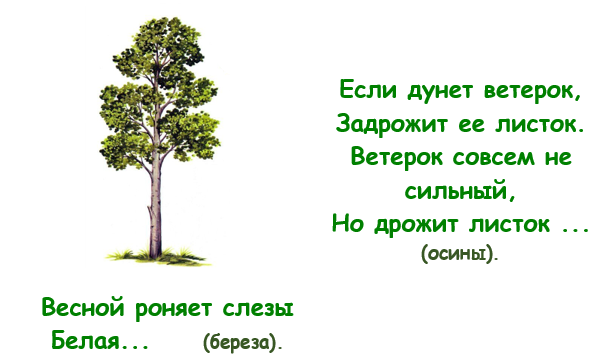 Если дунет ветерок,
Задрожит ее листок.
Ветерок совсем не
сильный,
Но дрожит листок ...
(осины).
Весной роняет слезы
Белая... (береза).